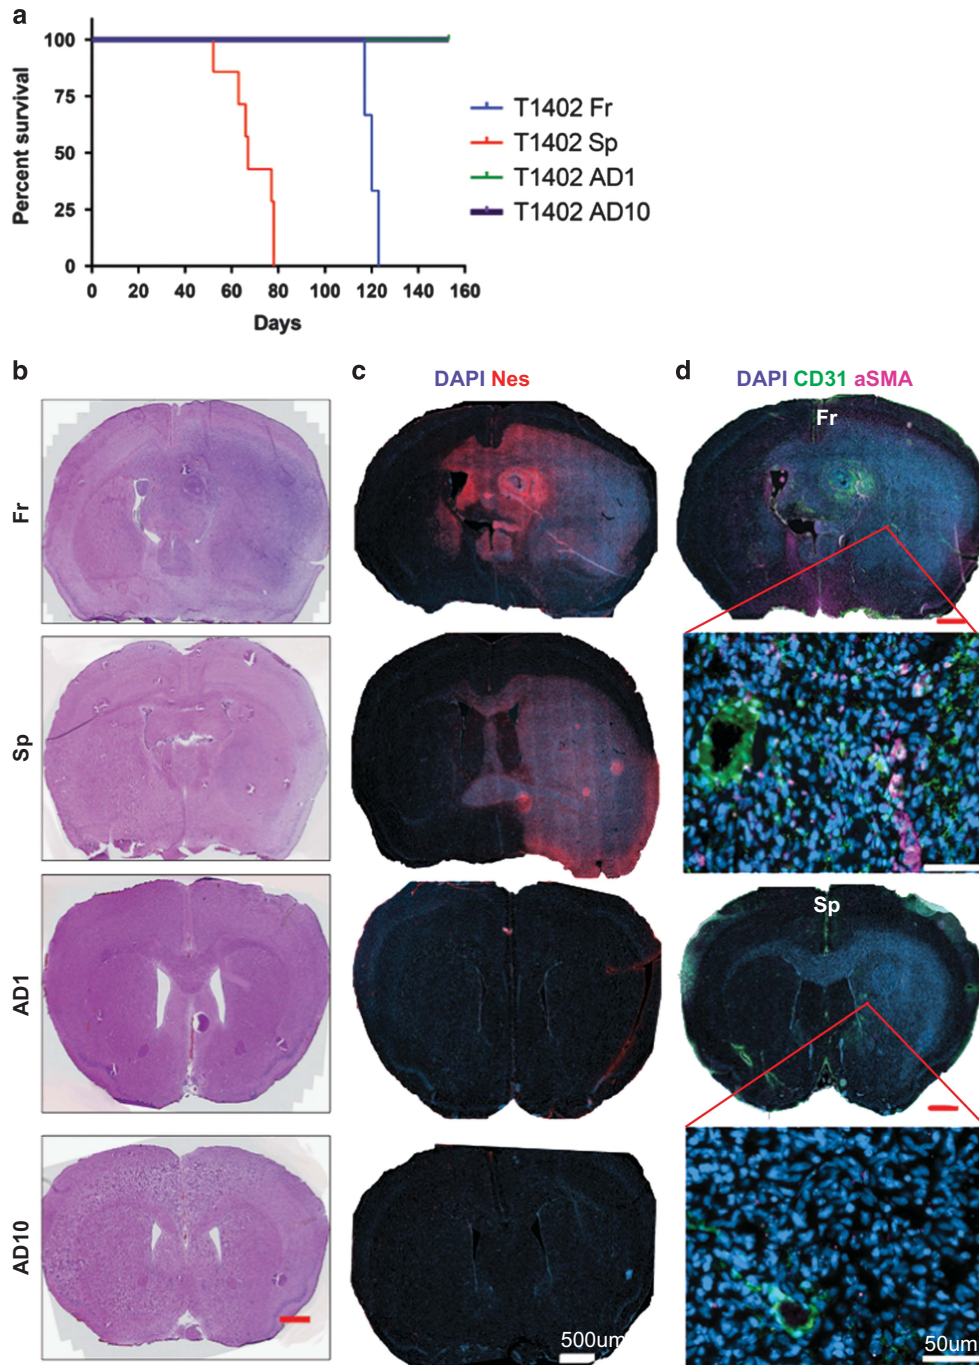 a
100
75
50
25
0
Percent survival
0 20 40 60 80 100 120 140 160
Days
T1402 Fr
T1402 Sp
T1402 AD1
T1402 AD10
b
c
d
DAPI Nes
DAPI CD31 aSMA
Fr
Fr
Sp
Sp
AD1
AD10
500um
50um